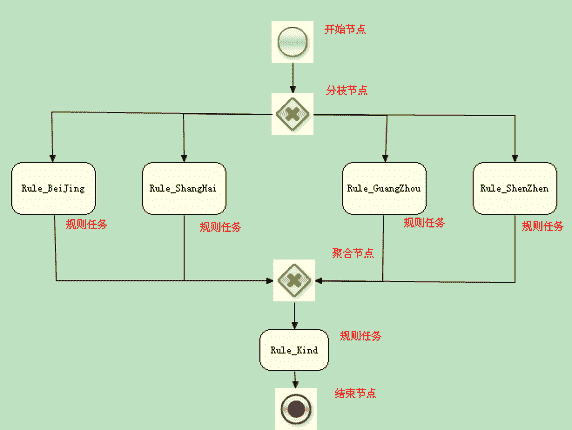 开始节点
分枝节点
Rule_BeiJing
Rule_ShangHai
Rule_GuangZhou
Rule_ShenZhen
规则任务
规则任务
规则任务
规则任务
聚合节点
规则任务
Rule_Kind
结束节点